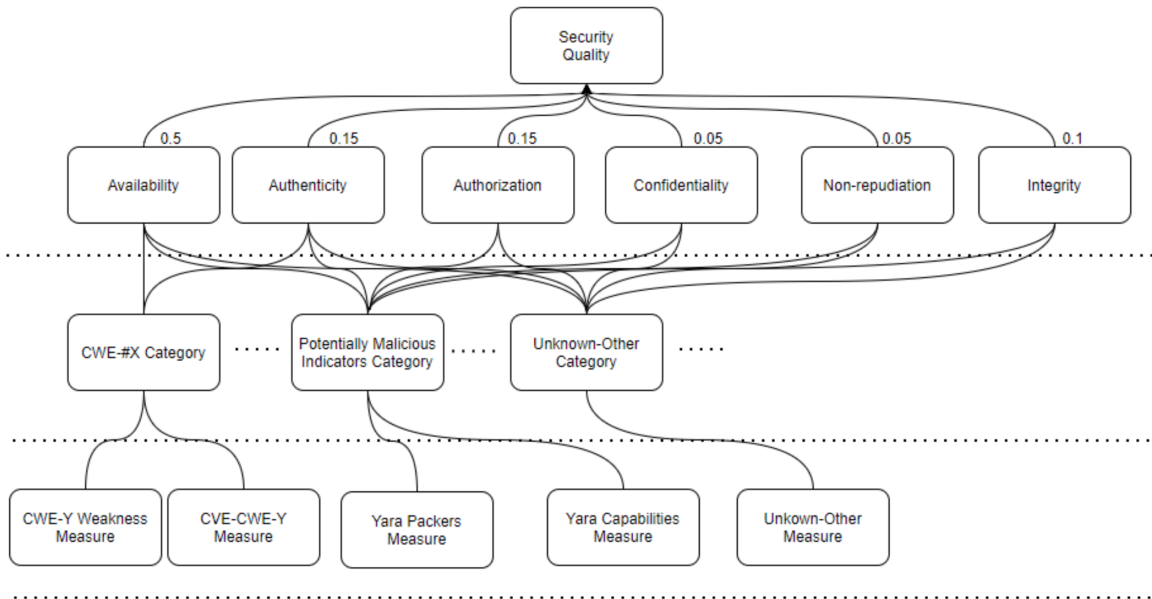 Security
Quality
0.5
0.15
0.15
0.05
0.05
0.1
Availability
Authenticity
Authorization
Confidentiality
Non-repudiation
Integrity
CWE-#X Category
Potentially Malicious
Indicators Category
Unknown-Other
Category
CWE-Y Weakness
Measure
CVE-CWE-Y
Measure
Yara Packers
Measure
Yara Capabilities
Measure
Unkown-Other
Measure